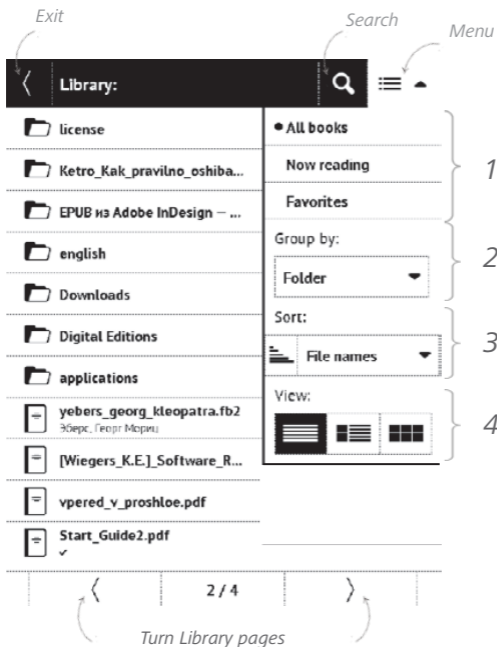 Exit
Search
Menu
Library:
license
Ketro_Kak_pravilno_oshiba...
EPUB из Adobe InDesign — ...
english
Downloads
Digital Editions
applications
yebers_georg_kleopatra.fb2
Эберс, Георг Мориц
[Wiegers_K.E.]_Software_R...
vpered_v_proshloe.pdf
Start_Guide2.pdf
All books
Now reading
Favorites
1
Group by:
Folder
2
Sort:
File names
3
View:
4
2 / 4
Turn Library pages